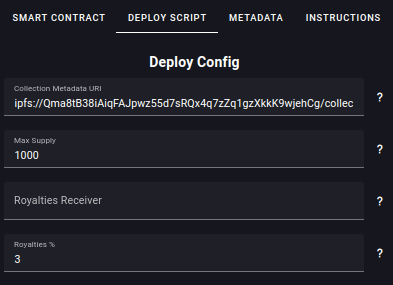 SMART CONTRACT DEPLOY SCRIPT METADATA INSTRUCTIONS
Deploy Config
Collection Metadata URI
ipfs://Qma8tB38iAiqFAJpwz55d7sRQx4q7zZq1gzXkkK9wjehCg/collec ?
Max Supply
1000 ?
Royalties Receiver ?
Royalties %
3 ?